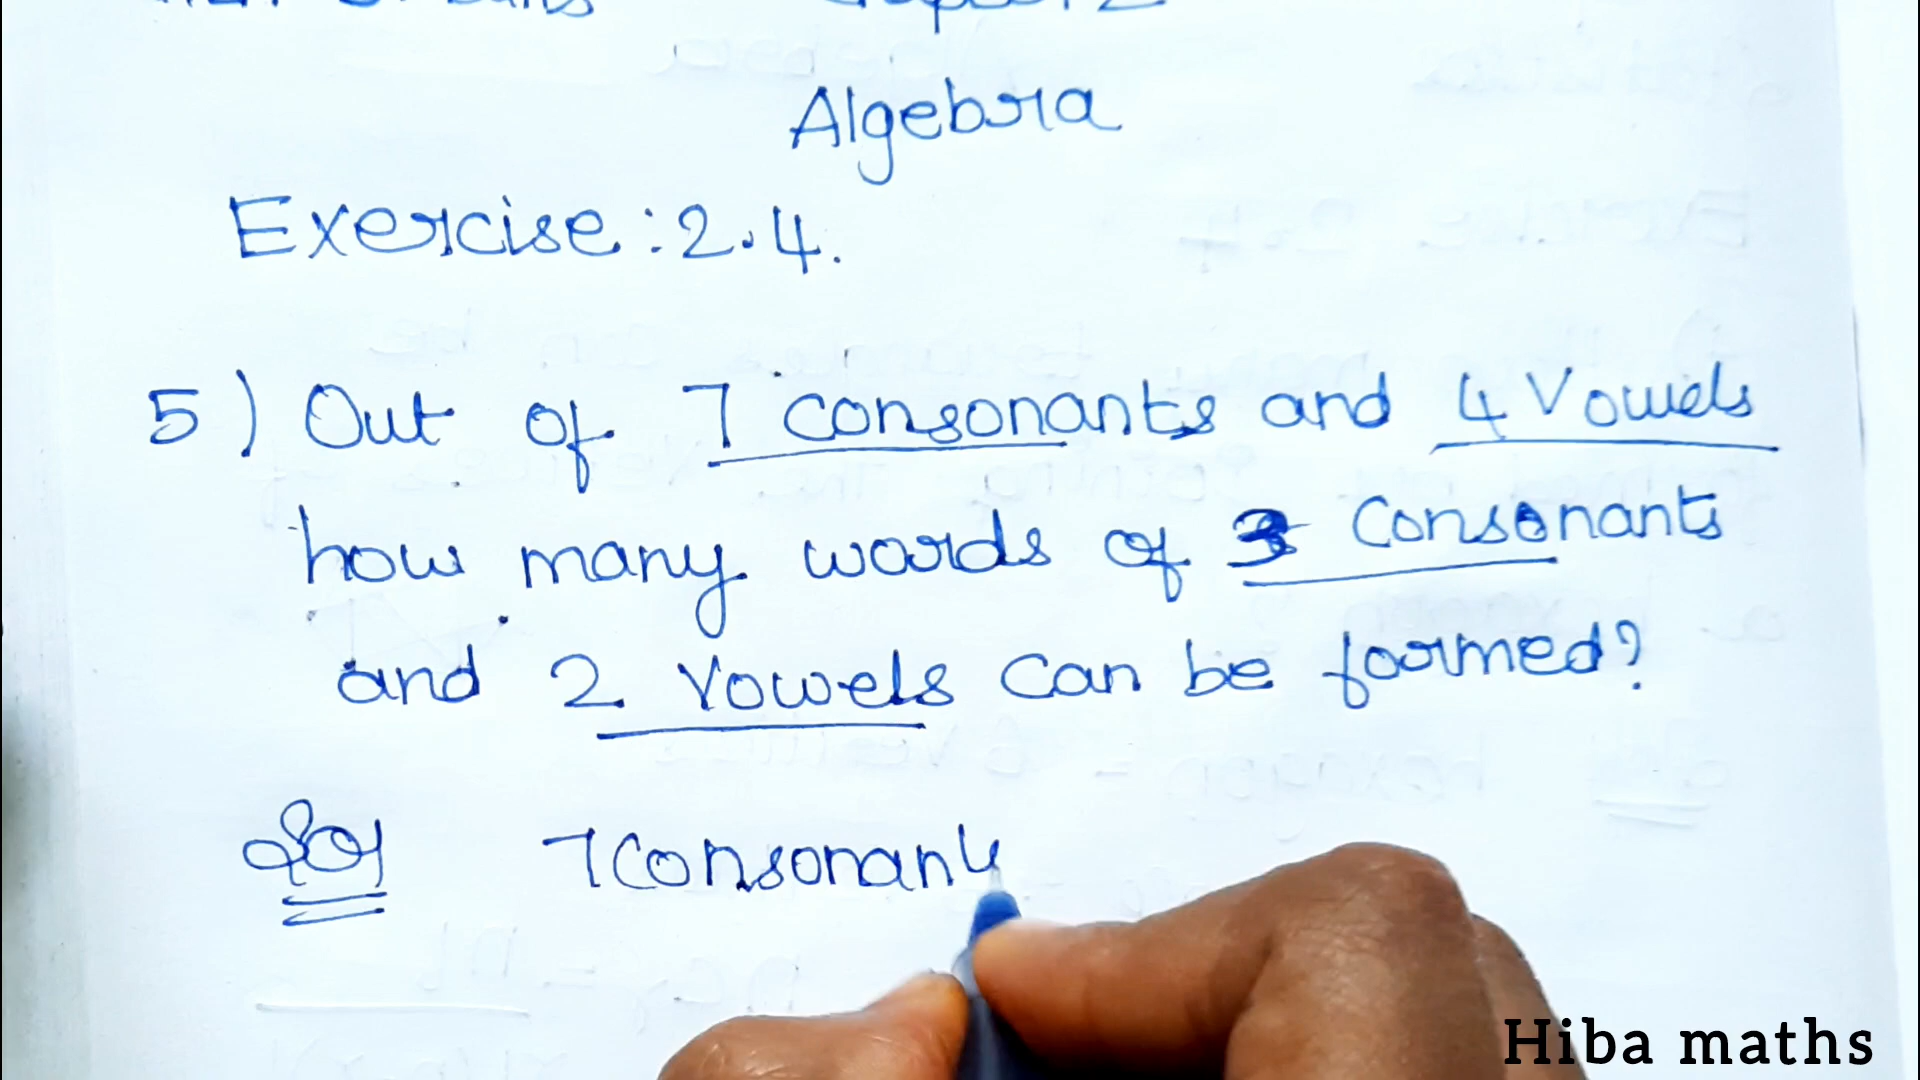 Algebra
Exercise : 2.4.
5) Out of 7 consonants and 4 Vowels
how many words of 3 Consonants
and 2 Vowels can be formed?
Soln 7 Consonants
Hiba maths